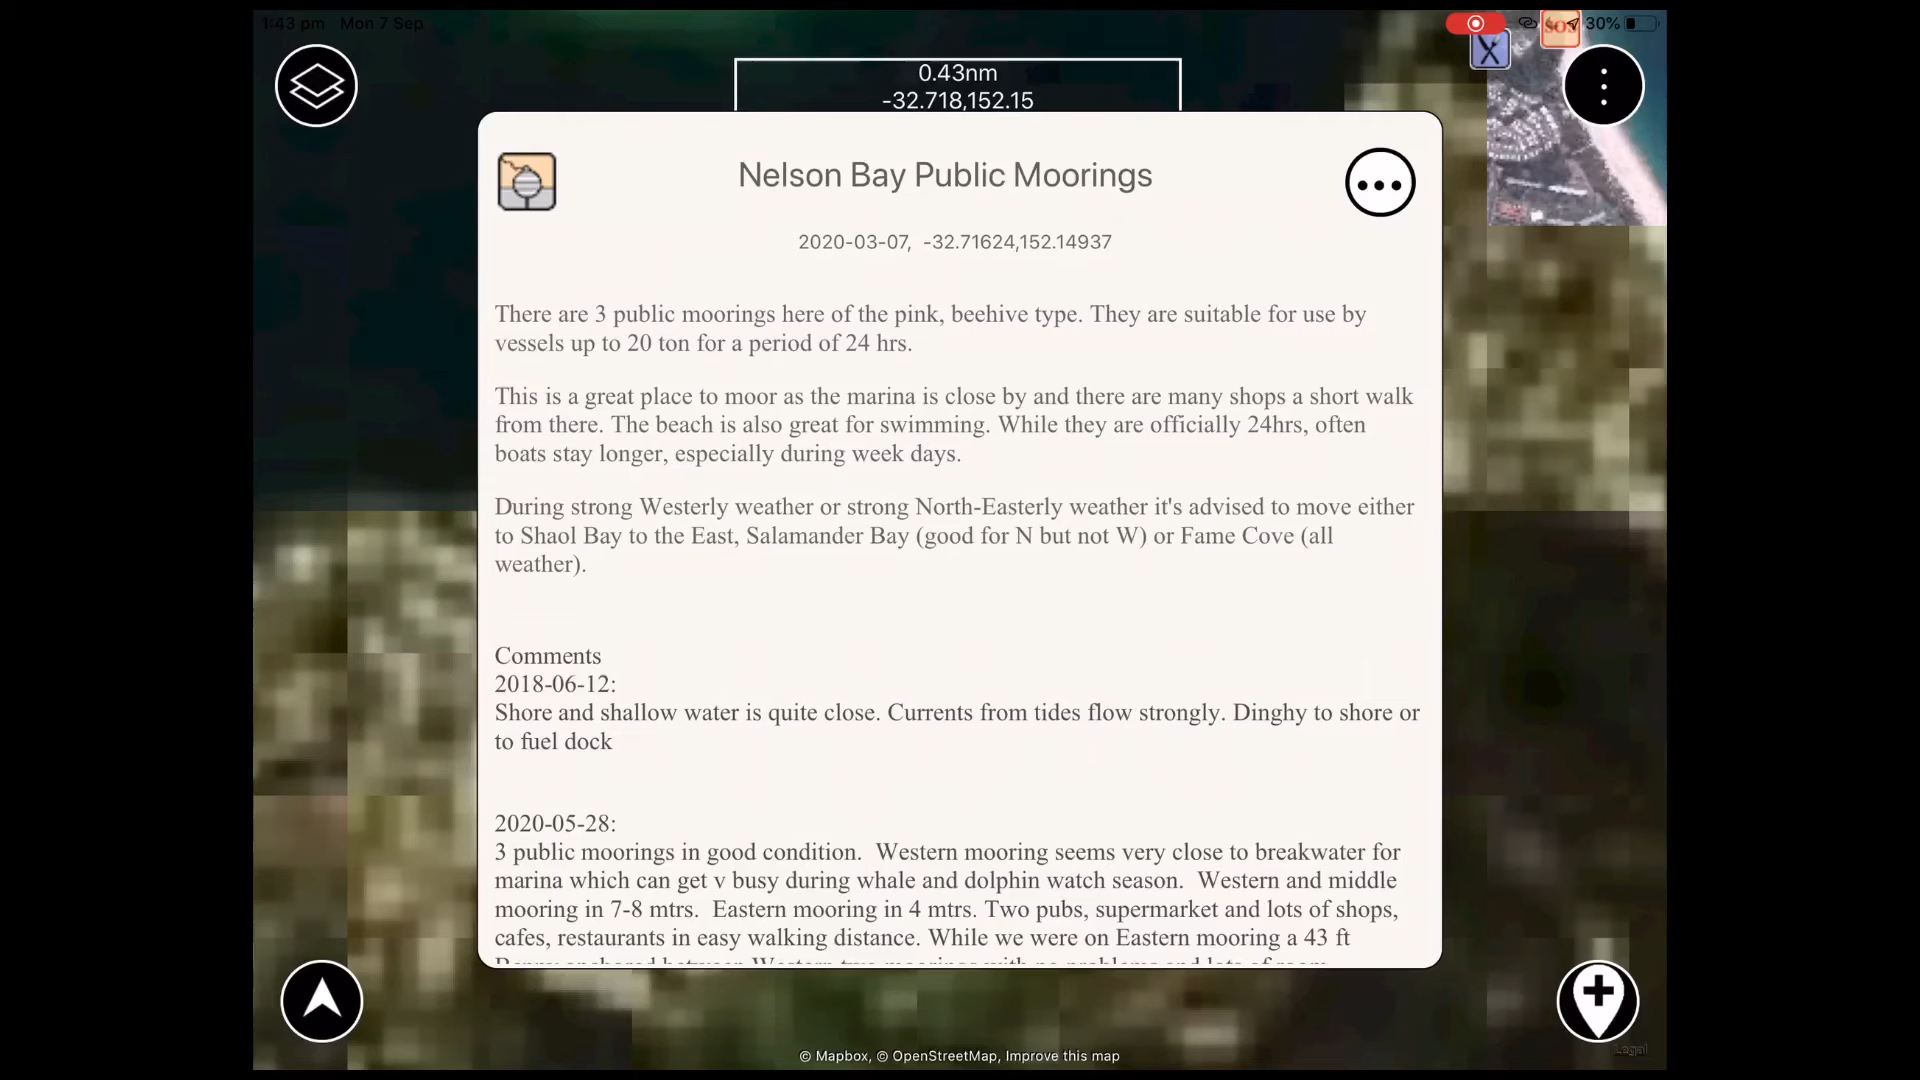 1:43 pm Mon 7 Sep
SOS 30%
0.43nm
-32.718,152.15
Nelson Bay Public Moorings
2020-03-07, -32.71624,152.14937
There are 3 public moorings here of the pink, beehive type. They are suitable for use by
vessels up to 20 ton for a period of 24 hrs.
This is a great place to moor as the marina is close by and there are many shops a short walk
from there. The beach is also great for swimming. While they are officially 24hrs, often
boats stay longer, especially during week days.
During strong Westerly weather or strong North-Easterly weather it's advised to move either
to Shaol Bay to the East, Salamander Bay (good for N but not W) or Fame Cove (all
weather).
Comments
2018-06-12:
Shore and shallow water is quite close. Currents from tides flow strongly. Dinghy to shore or
to fuel dock
2020-05-28:
3 public moorings in good condition.  Western mooring seems very close to breakwater for
marina which can get v busy during whale and dolphin watch season.  Western and middle
mooring in 7-8 mtrs.  Eastern mooring in 4 mtrs. Two pubs, supermarket and lots of shops,
cafes, restaurants in easy walking distance. While we were on Eastern mooring a 43 ft
© Mapbox, © OpenStreetMap, Improve this map
Legal